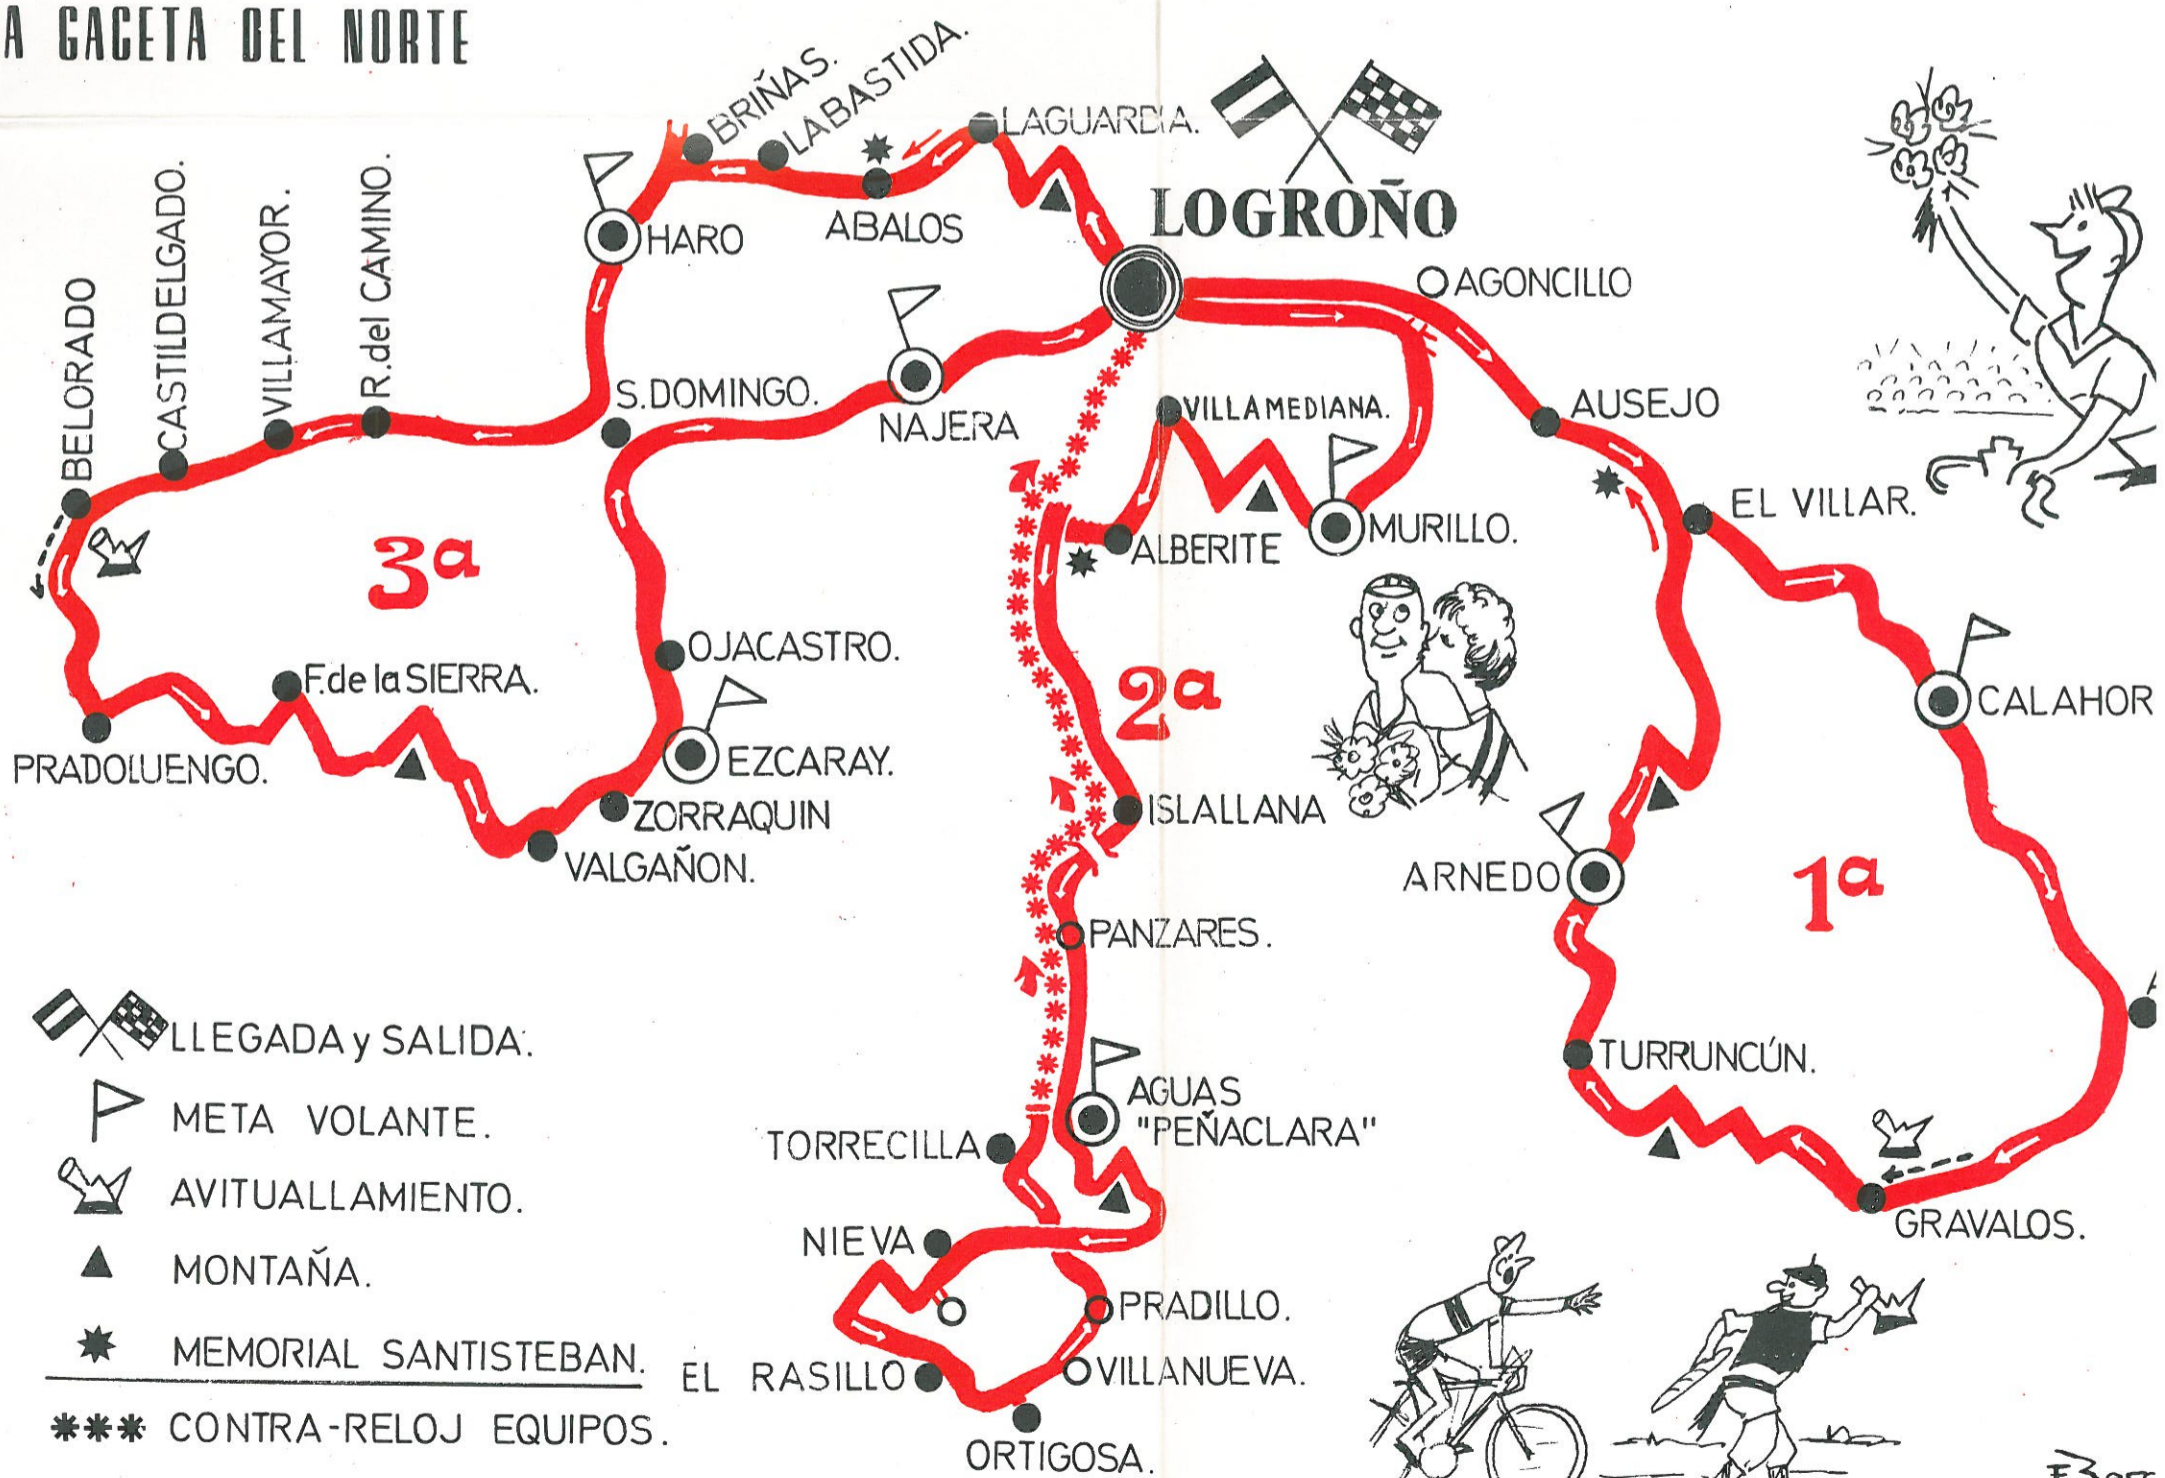 A GACETA DEL NORTE
BRIÑAS.
LABASTIDA.
LAGUARDIA.
LOGROÑO
HARO
ABALOS
AGONCILLO
BELORADO
CASTILDELGADO.
VILLAMAYOR.
R.del CAMINO.
S.DOMINGO.
NAJERA
VILLAMEDIANA.
AUSEJO
EL VILLAR.
ALBERITE
MURILLO.
3ª
OJACASTRO.
F.de la SIERRA.
2ª
CALAHOR
PRADOLUENGO.
EZCARAY.
ZORRAQUIN
VALGAÑON.
ISLALLANA
ARNEDO
1ª
PANZARES.
TURRUNCÚN.
AGUAS
"PEÑACLARA"
TORRECILLA
GRAVALOS.
NIEVA
PRADILLO.
EL RASILLO
VILLANUEVA.
ORTIGOSA.
LLEGADA y SALIDA.
META VOLANTE.
AVITUALLAMIENTO.
MONTAÑA.
MEMORIAL SANTISTEBAN.
CONTRA-RELOJ EQUIPOS.